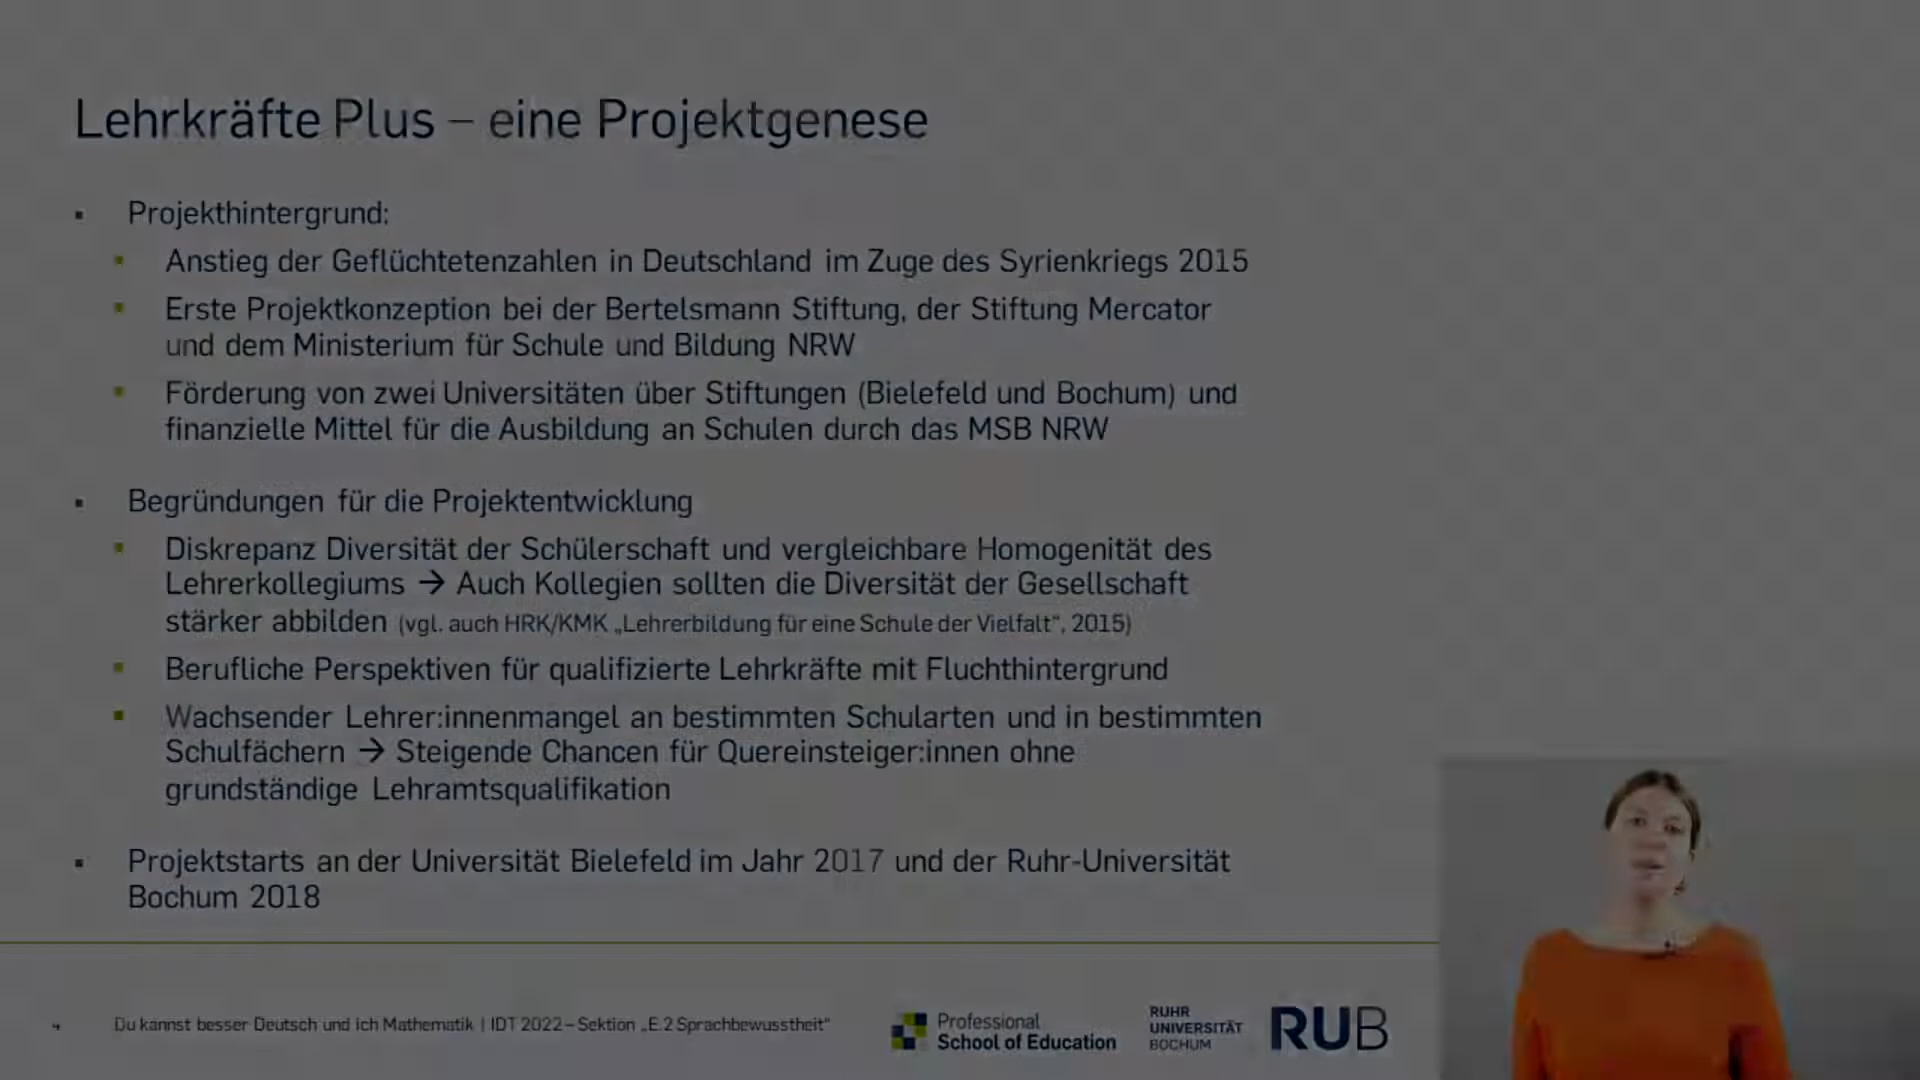 Lehrkräfte Plus – eine Projektgenese
▪ Projekthintergrund:
▪ Anstieg der Geflüchtetenzahlen in Deutschland im Zuge des Syrienkriegs 2015
▪ Erste Projektkonzeption bei der Bertelsmann Stiftung, der Stiftung Mercator
und dem Ministerium für Schule und Bildung NRW
▪ Förderung von zwei Universitäten über Stiftungen (Bielefeld und Bochum) und
finanzielle Mittel für die Ausbildung an Schulen durch das MSB NRW
▪ Begründungen für die Projektentwicklung
▪ Diskrepanz Diversität der Schülerschaft und vergleichbare Homogenität des
Lehrerkollegiums → Auch Kollegien sollten die Diversität der Gesellschaft
stärker abbilden (vgl. auch HRK/KMK „Lehrerbildung für eine Schule der Vielfalt“, 2015)
▪ Berufliche Perspektiven für qualifizierte Lehrkräfte mit Fluchthintergrund
▪ Wachsender Lehrer:innenmangel an bestimmten Schularten und in bestimmten
Schulfächern → Steigende Chancen für Quereinsteiger:innen ohne
grundständige Lehramtsqualifikation
▪ Projektstarts an der Universität Bielefeld im Jahr 2017 und der Ruhr-Universität
Bochum 2018
4 Du kannst besser Deutsch und ich Mathematik | IDT 2022 – Sektion „E.2 Sprachbewusstheit“
Professional
School of Education
RUHR
UNIVERSITÄT
BOCHUM
RUB